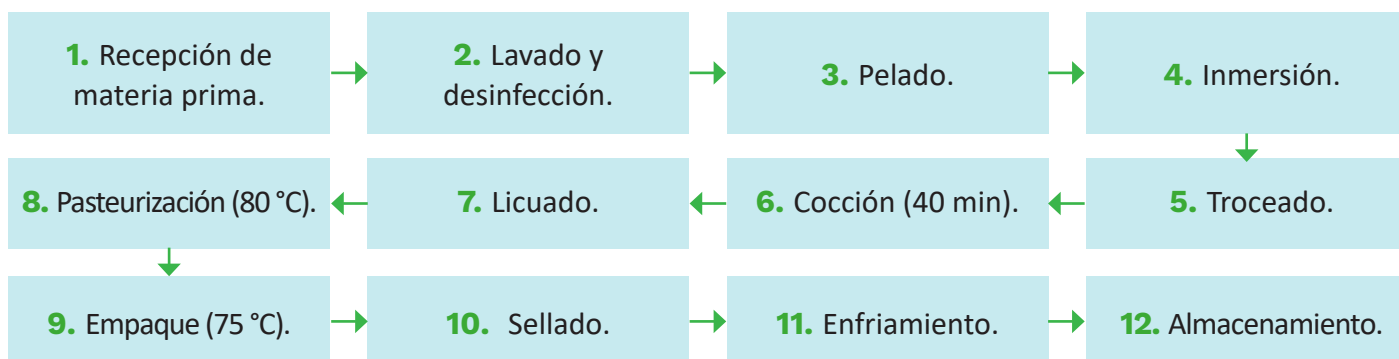 1. Recepción de
materia prima.
2. Lavado y
desinfección.
3. Pelado.
4. Inmersión.
5. Troceado.
6. Cocción (40 min).
7. Licuado.
8. Pasteurización (80 °C).
9. Empaque (75 °C).
10. Sellado.
11. Enfriamiento.
12. Almacenamiento.